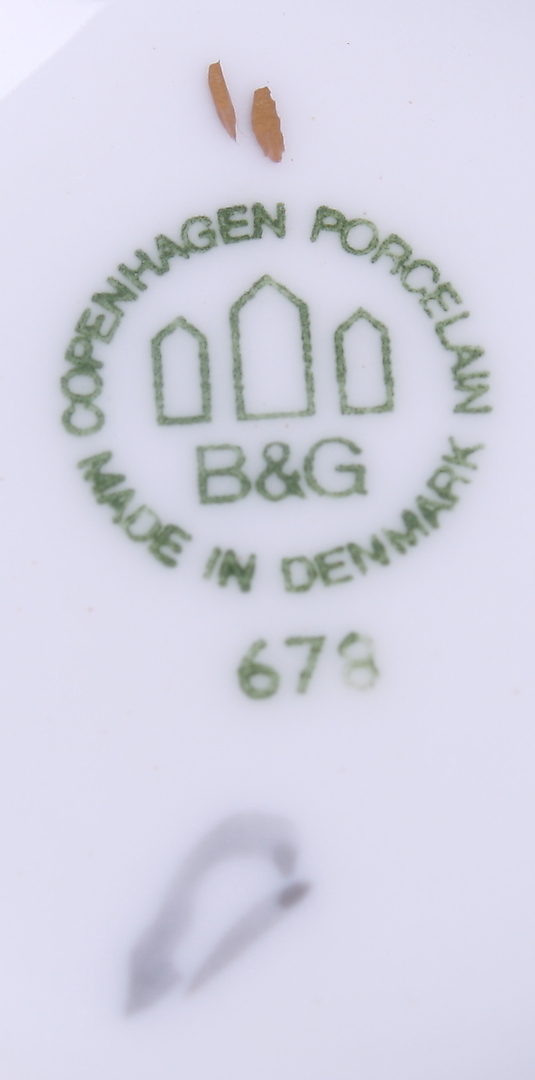 COPENHAGEN PORCELAIN
B&G
MADE IN DENMARK
678